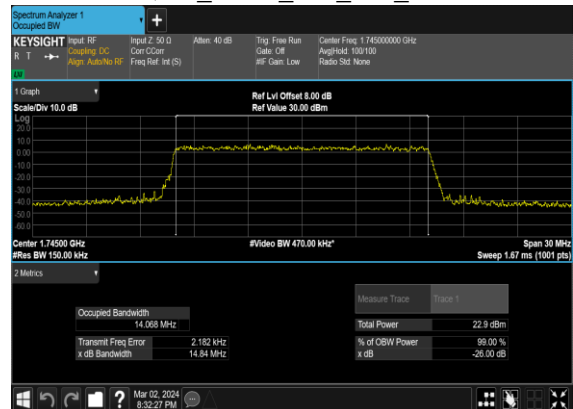 Spectrum Analyzer 1
Occupied BW
+
KEYSIGHT Input: RF Input Z: 50 Ω Atten: 40 dB Trig: Free Run Center Freq: 1.745000000 GHz
R T Coupling: DC Corr CCorr Gate: Off Avg|Hold: 100/100
Align: Auto/No RF Freq Ref: Int (S) #IF Gain: Low Radio Std: None
LU
1 Graph
Ref Lvl Offset 8.00 dB
Scale/Div 10.0 dB Ref Value 30.00 dBm
Log
20.0
10.0
0.00
-10.0
-20.0
-30.0
-40.0
-50.0
-60.0
Center 1.74500 GHz #Video BW 470.00 kHz* Span 30 MHz
#Res BW 150.00 kHz Sweep 1.67 ms (1001 pts)
2 Metrics
Measure Trace Trace 1
Occupied Bandwidth
14.068 MHz Total Power 22.9 dBm
Transmit Freq Error 2.182 kHz % of OBW Power 99.00 %
x dB Bandwidth 14.84 MHz x dB -26.00 dB
? Mar 02, 2024
8:32:27 PM